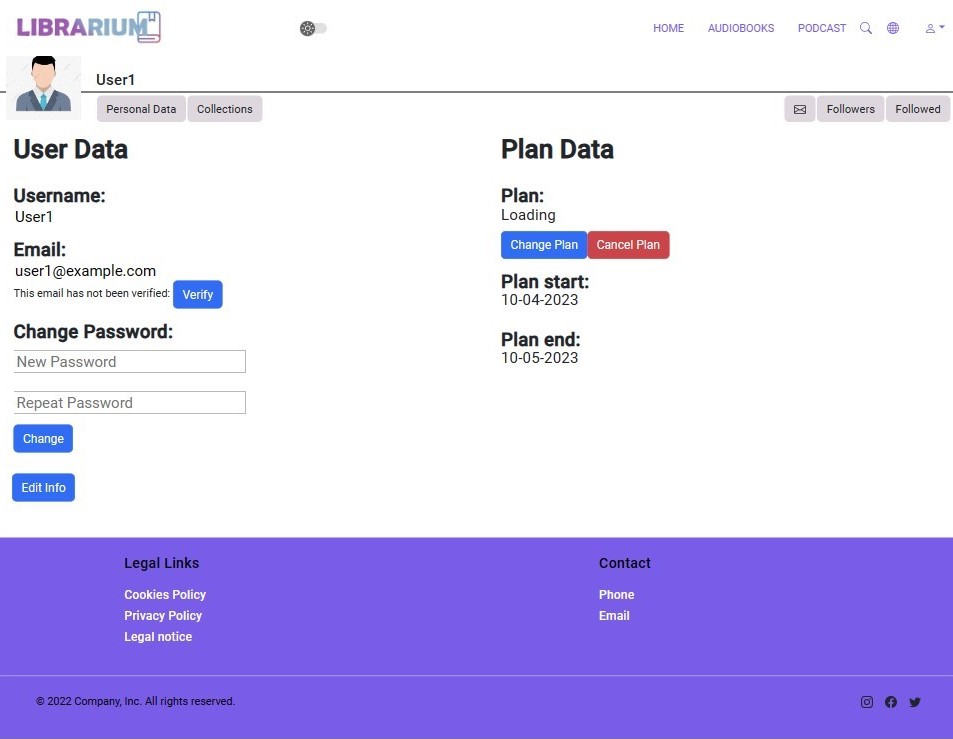 LIBRARIUM
HOME AUDIOBOOKS PODCAST
User1
Personal Data Collections Followers Followed
User Data
Username:
User1
Email:
user1@example.com
This email has not been verified: Verify
Change Password:
New Password
Repeat Password
Change
Edit Info
Plan Data
Plan:
Loading
Change Plan Cancel Plan
Plan start:
10-04-2023
Plan end:
10-05-2023
Legal Links
Cookies Policy
Privacy Policy
Legal notice
Contact
Phone
Email
© 2022 Company, Inc. All rights reserved.